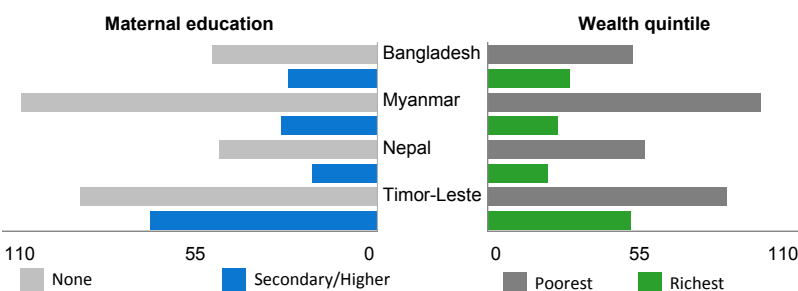 Maternal education
Wealth quintile
Bangladesh
Myanmar
Nepal
Timor-Leste
110 55 0 0 55 110
None Secondary/Higher Poorest Richest